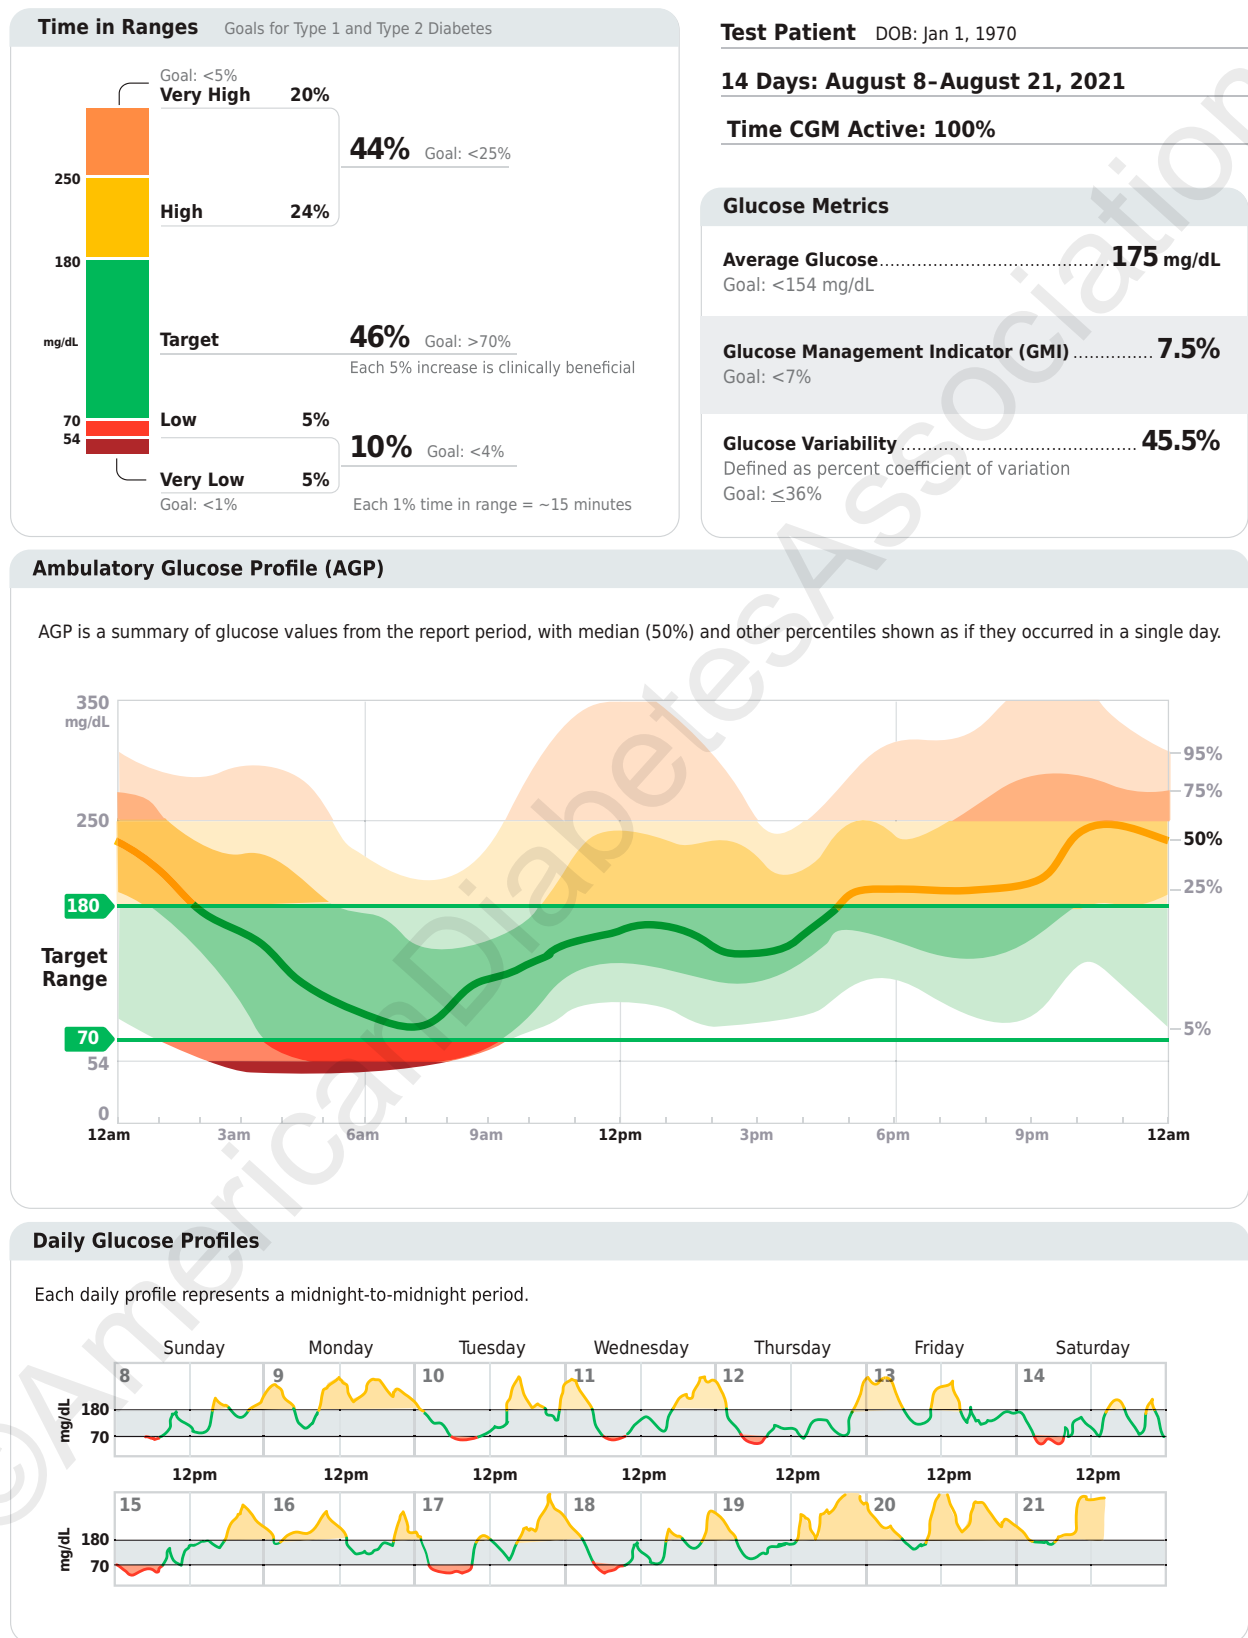 Time in Ranges Goals for Type 1 and Type 2 Diabetes
Goal: <5%
Very High 20%
44% Goal: <25%
250
High 24%
180
mg/dL
Target 46% Goal: >70%
Each 5% increase is clinically beneficial
70
Low 5%
54
10% Goal: <4%
Very Low 5%
Goal: <1%
Each 1% time in range = ~15 minutes
Test Patient DOB: Jan 1, 1970
14 Days: August 8–August 21, 2021
Time CGM Active: 100%
Glucose Metrics
Average Glucose........................................175 mg/dL
Goal: <154 mg/dL
Glucose Management Indicator (GMI)...............7.5%
Goal: <7%
Glucose Variability........................................45.5%
Defined as percent coefficient of variation
Goal: ≤36%
Ambulatory Glucose Profile (AGP)
AGP is a summary of glucose values from the report period, with median (50%) and other percentiles shown as if they occurred in a single day.
350
mg/dL
250
180
Target
Range
70
54
0
95%
75%
50%
25%
5%
12am 3am 6am 9am 12pm 3pm 6pm 9pm 12am
Daily Glucose Profiles
Each daily profile represents a midnight-to-midnight period.
Sunday Monday Tuesday Wednesday Thursday Friday Saturday
8 9 10 11 12 13 14
180
mg/dL
70
12pm 12pm 12pm 12pm 12pm 12pm 12pm
15 16 17 18 19 20 21
180
mg/dL
70
©AmericanDiabetesAssociation